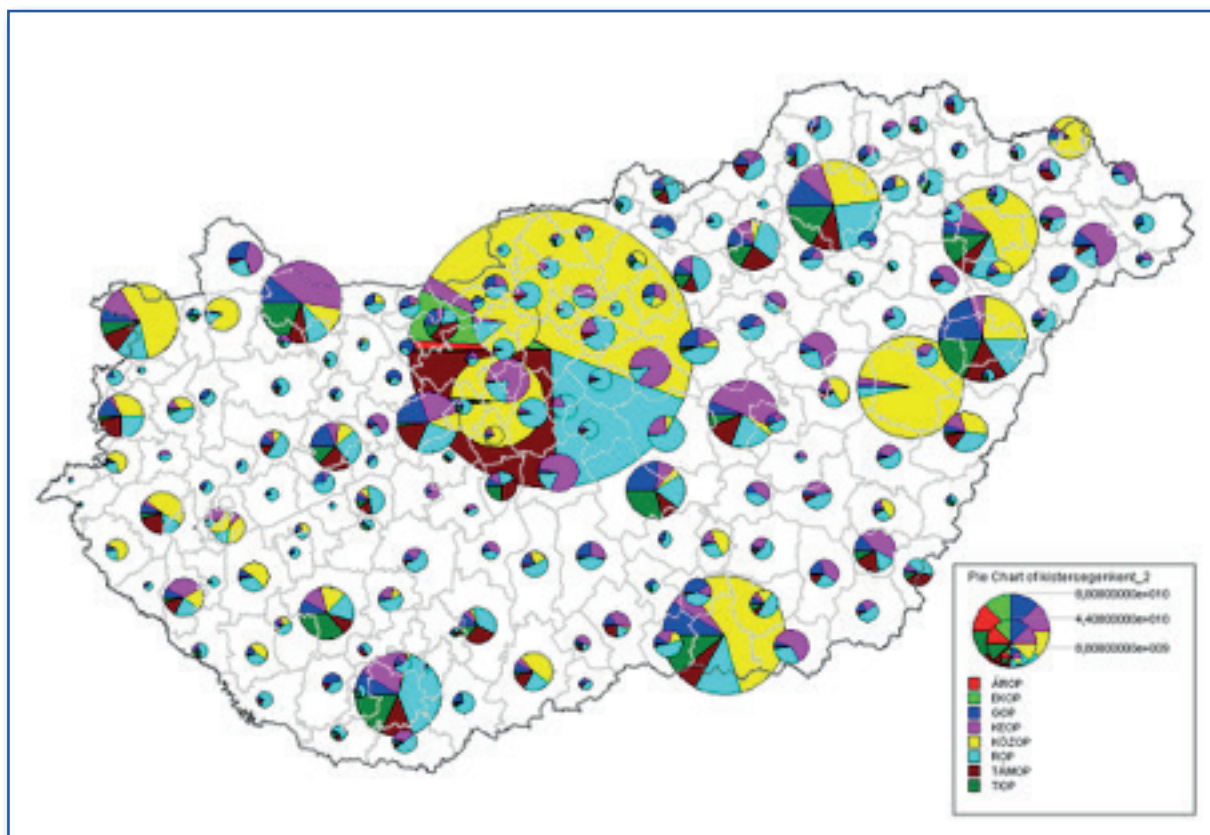 Pie Chart of kistersegenkent_2
8,80000000e+010
4,40000000e+010
8,80000000e+009
ÁROP
EKOP
GOP
KEOP
KÖZOP
ROP
TÁMOP
TIOP